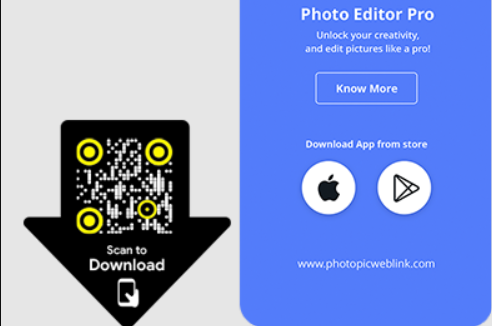 Photo Editor Pro
Unlock your creativity,
and edit pictures like a pro!
Know More
Download App from store
www.photopicweblink.com
Scan to
Download